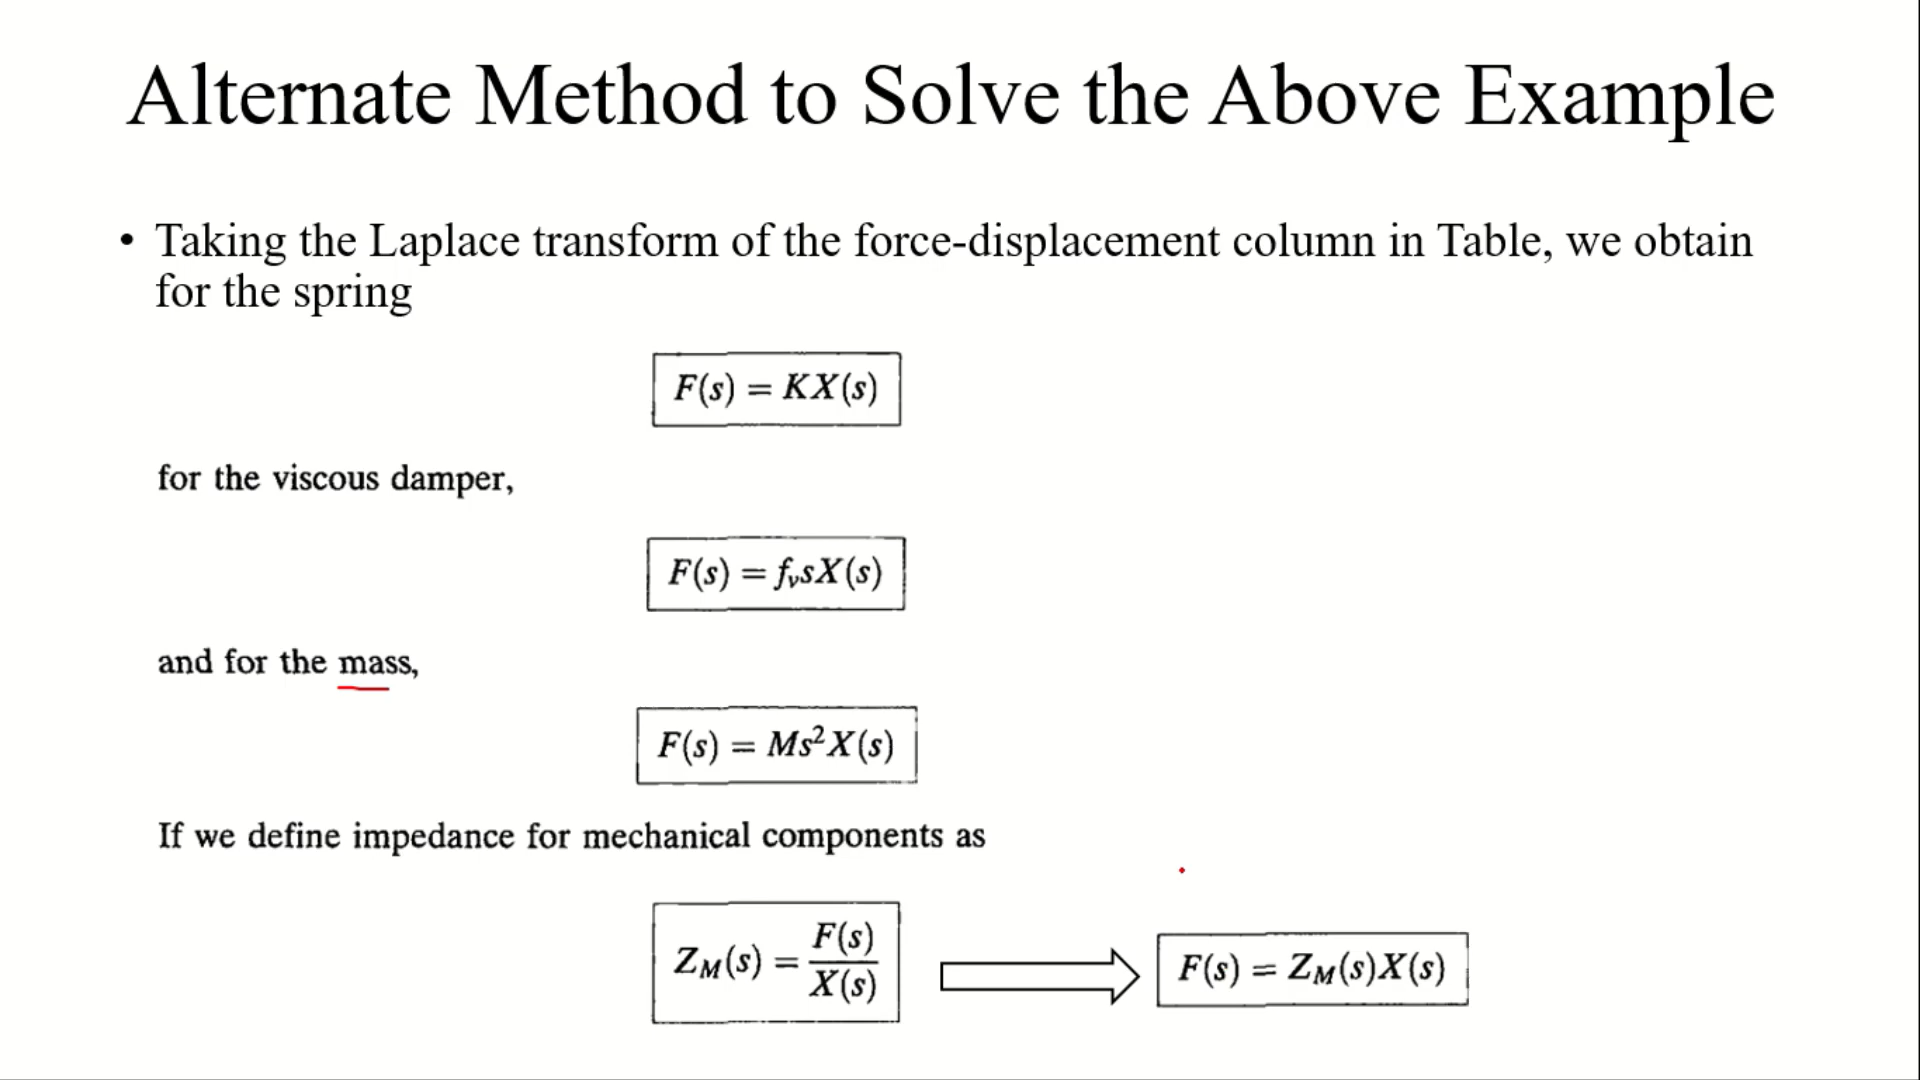 Alternate Method to Solve the Above Example
• Taking the Laplace transform of the force-displacement column in Table, we obtain
for the spring
F(s) = KX(s)
for the viscous damper,
F(s) = fᵥsX(s)
and for the mass,
F(s) = Ms²X(s)
If we define impedance for mechanical components as
Z_M(s) = F(s)/X(s)
F(s) = Z_M(s)X(s)